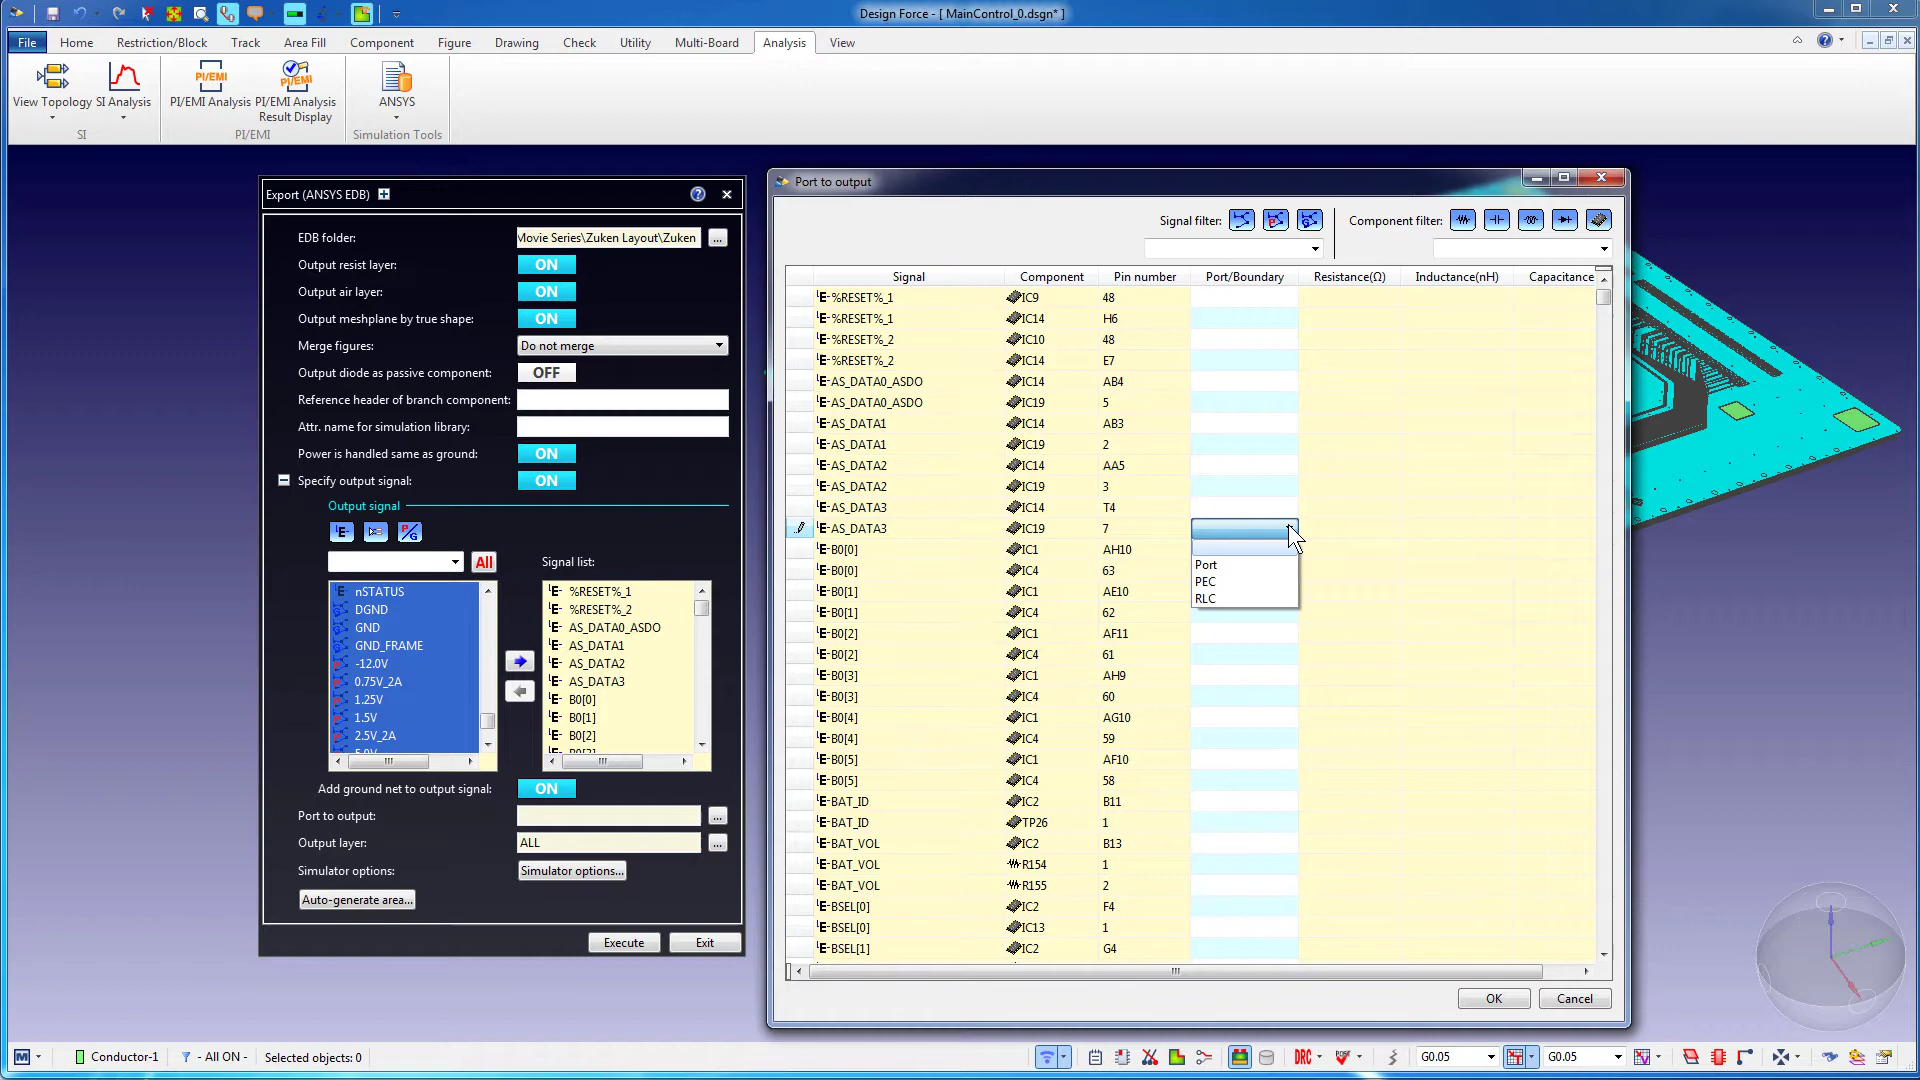 Design Force - [ MainControl_0.dsgn* ]
File Home Restriction/Block Track Area Fill Component Figure Drawing Check Utility Multi-Board Analysis View
View Topology SI Analysis PI/EMI Analysis PI/EMI Analysis Result Display ANSYS
SI PI/EMI Simulation Tools
Export (ANSYS EDB)
EDB folder: Movie Series\Zuken Layout\Zuken ...
Output resist layer: ON
Output air layer: ON
Output meshplane by true shape: ON
Merge figures: Do not merge
Output diode as passive component: OFF
Reference header of branch component:
Attr. name for simulation library:
Power is handled same as ground: ON
Specify output signal: ON
Output signal
All Signal list:
nSTATUS
DGND
GND
GND_FRAME
-12.0V
0.75V_2A
1.25V
1.5V
2.5V_2A
%RESET%_1
%RESET%_2
AS_DATA0_ASDO
AS_DATA1
AS_DATA2
AS_DATA3
B0[0]
B0[1]
B0[2]
Add ground net to output signal: ON
Port to output: ...
Output layer: ALL ...
Simulator options: Simulator options...
Auto-generate area...
Execute Exit
Port to output
Signal filter: Component filter:
Signal Component Pin number Port/Boundary Resistance(Ω) Inductance(nH) Capacitance
%RESET%_1 IC9 48
%RESET%_1 IC14 H6
%RESET%_2 IC10 48
%RESET%_2 IC14 E7
AS_DATA0_ASDO IC14 AB4
AS_DATA0_ASDO IC19 5
AS_DATA1 IC14 AB3
AS_DATA1 IC19 2
AS_DATA2 IC14 AA5
AS_DATA2 IC19 3
AS_DATA3 IC14 T4
AS_DATA3 IC19 7
B0[0] IC1 AH10
B0[0] IC4 63
B0[1] IC1 AE10
B0[1] IC4 62
B0[2] IC1 AF11
B0[2] IC4 61
B0[3] IC1 AH9
B0[3] IC4 60
B0[4] IC1 AG10
B0[4] IC4 59
B0[5] IC1 AF10
B0[5] IC4 58
BAT_ID IC2 B11
BAT_ID TP26 1
BAT_VOL IC2 B13
BAT_VOL R154 1
BAT_VOL R155 2
BSEL[0] IC2 F4
BSEL[0] IC13 1
BSEL[1] IC2 G4
Port
PEC
RLC
OK Cancel
Conductor-1 - All ON - Selected objects: 0 DRC G0.05 G0.05